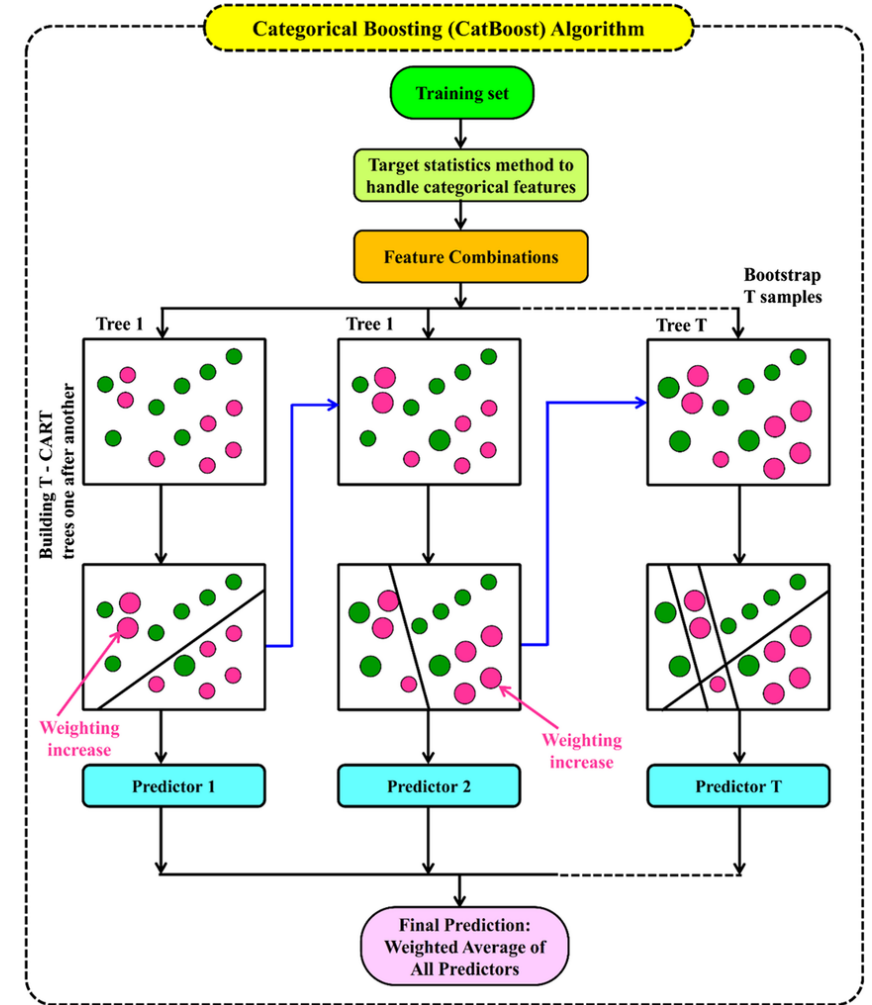 Categorical Boosting (CatBoost) Algorithm
Training set
Target statistics method to
handle categorical features
Feature Combinations
Bootstrap
T samples
Tree 1
Tree 1
Tree T
Building T - CART
trees one after another
Weighting
increase
Weighting
increase
Predictor 1
Predictor 2
Predictor T
Final Prediction:
Weighted Average of
All Predictors